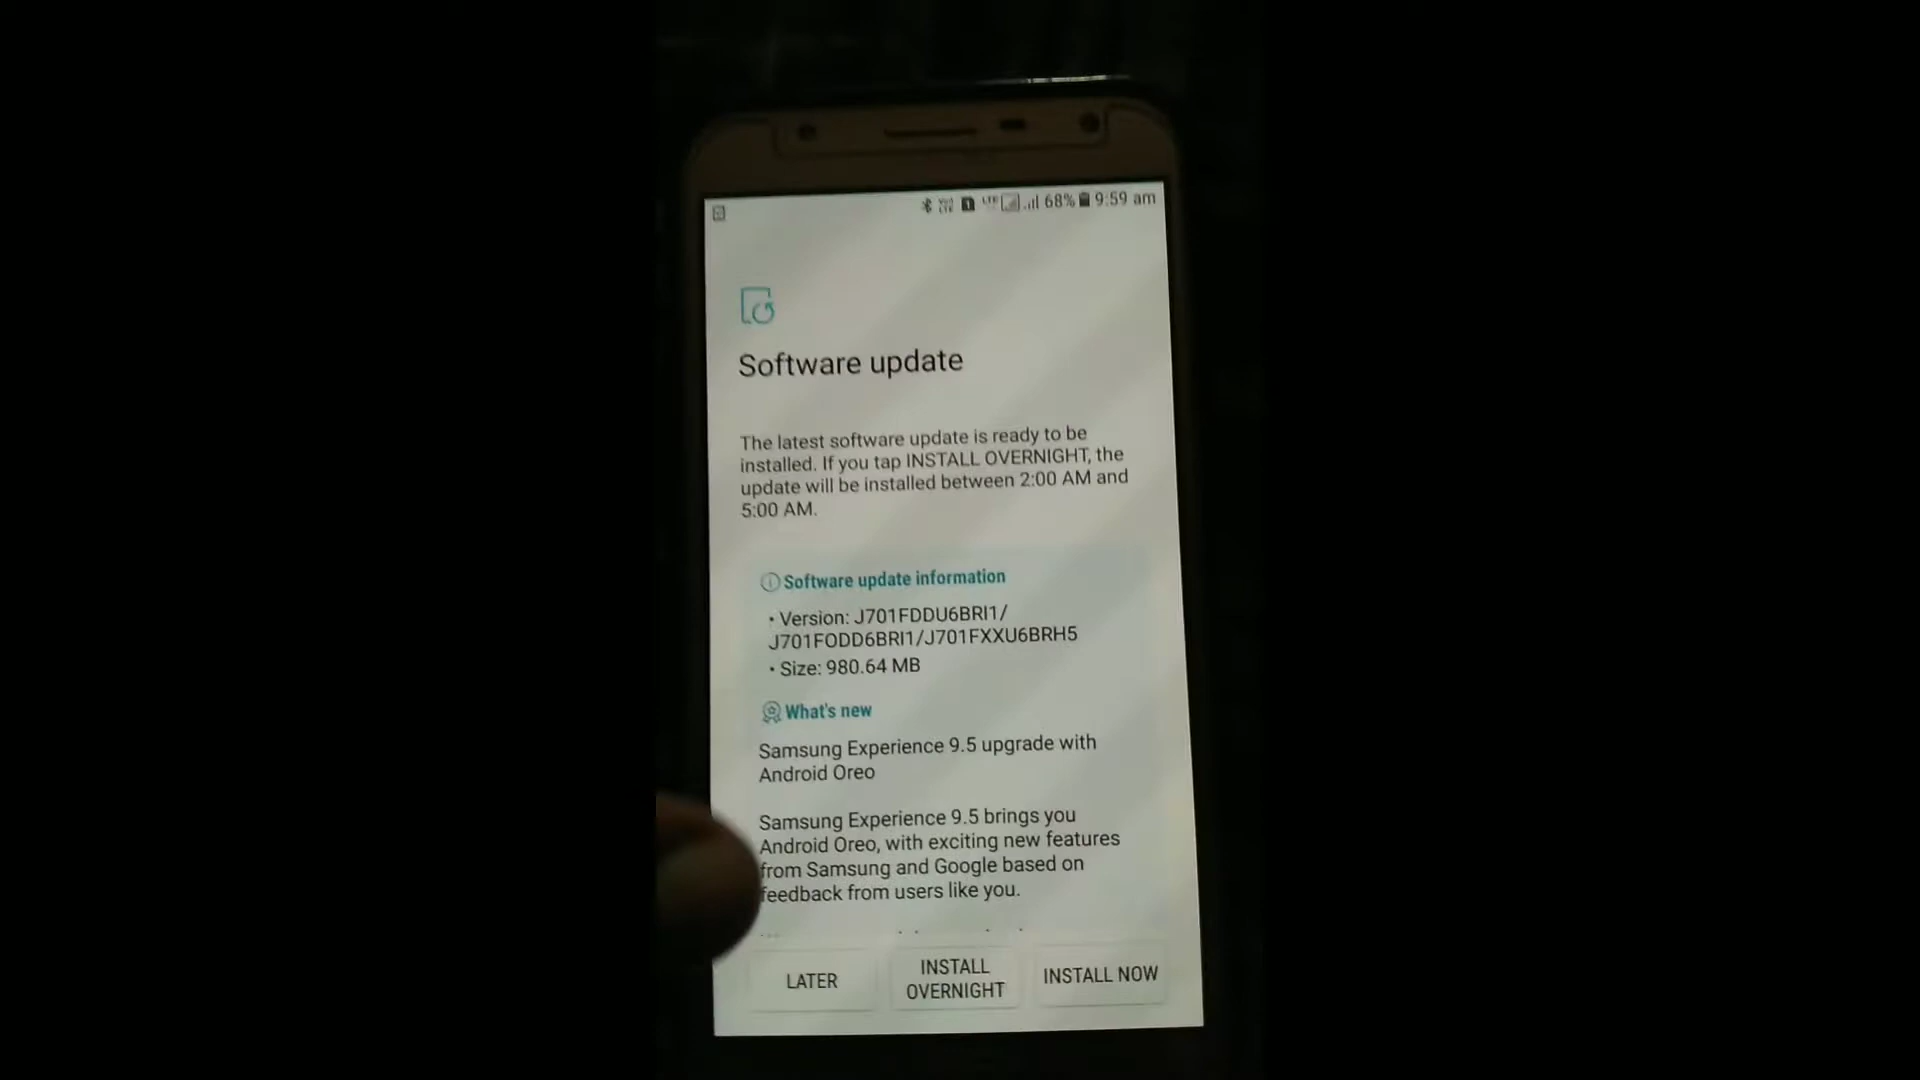 68% 9:59 am
Software update
The latest software update is ready to be
installed. If you tap INSTALL OVERNIGHT, the
update will be installed between 2:00 AM and
5:00 AM.
Software update information
• Version: J701FDDU6BRI1/
J701FODD6BRI1/J701FXXU6BRH5
• Size: 980.64 MB
What's new
Samsung Experience 9.5 upgrade with
Android Oreo
Samsung Experience 9.5 brings you
Android Oreo, with exciting new features
from Samsung and Google based on
feedback from users like you.
LATER
INSTALL
OVERNIGHT
INSTALL NOW